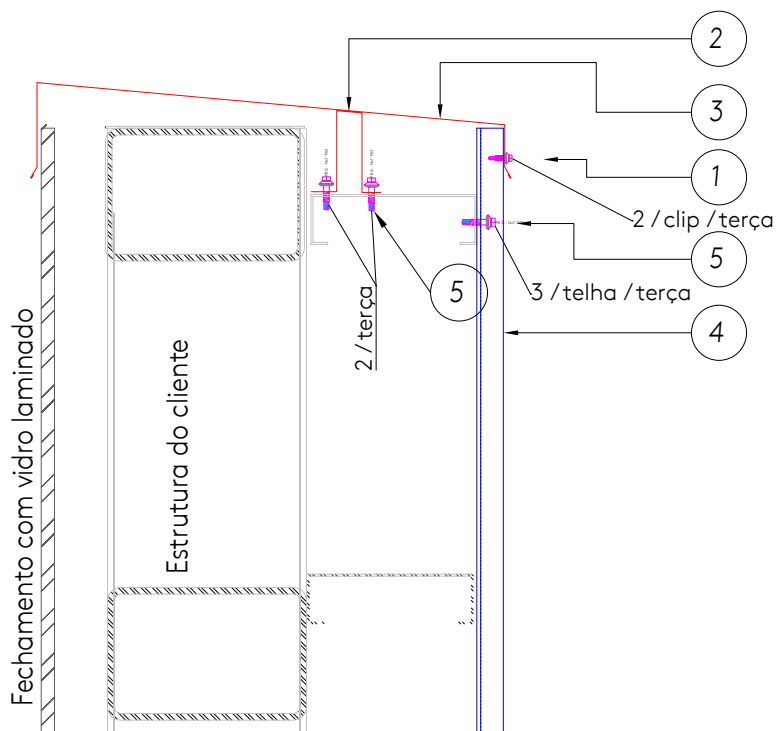 2
3
1
2 / clip / terça
5
5
3 / telha / terça
4
2 / terça
Estrutura do cliente
Fechamento com vidro laminado